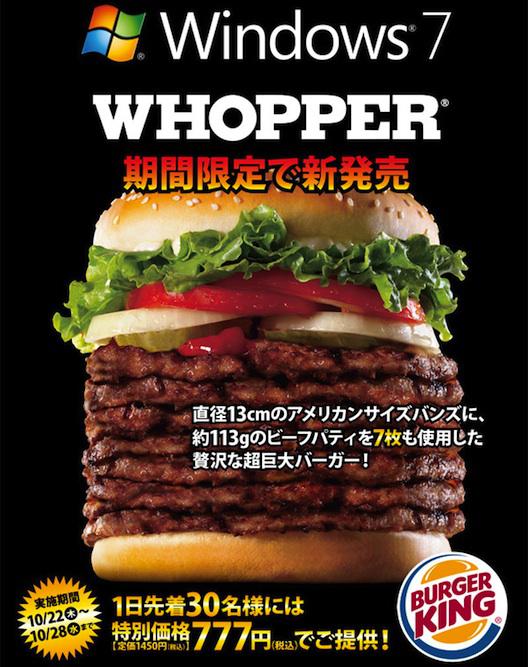 Windows® 7
WHOPPER®
期間限定で新発売
直径13cmのアメリカンサイズバンズに、
約113gのビーフパティを7枚も使用した
贅沢な超巨大バーガー！
実施期間
10/22木～
10/28水まで
1日先着30名様には
特別価格777円(税込)でご提供！
【定価1450円(税込)】
BURGER
KING®